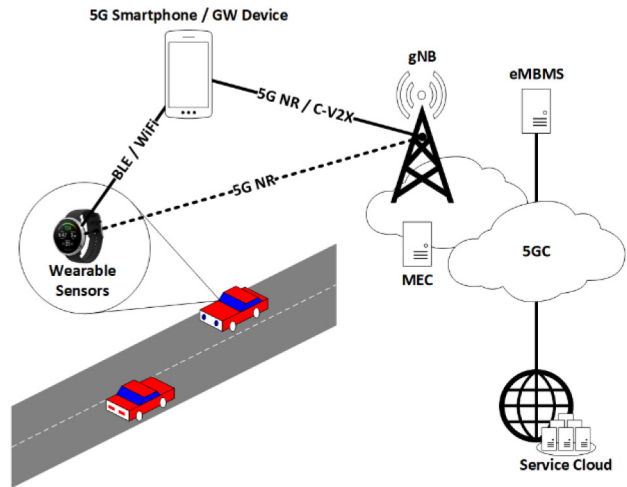 5G Smartphone / GW Device
gNB
eMBMS
5G NR / C-V2X
BLE / WiFi
5G NR
Wearable
Sensors
MEC
5GC
Service Cloud